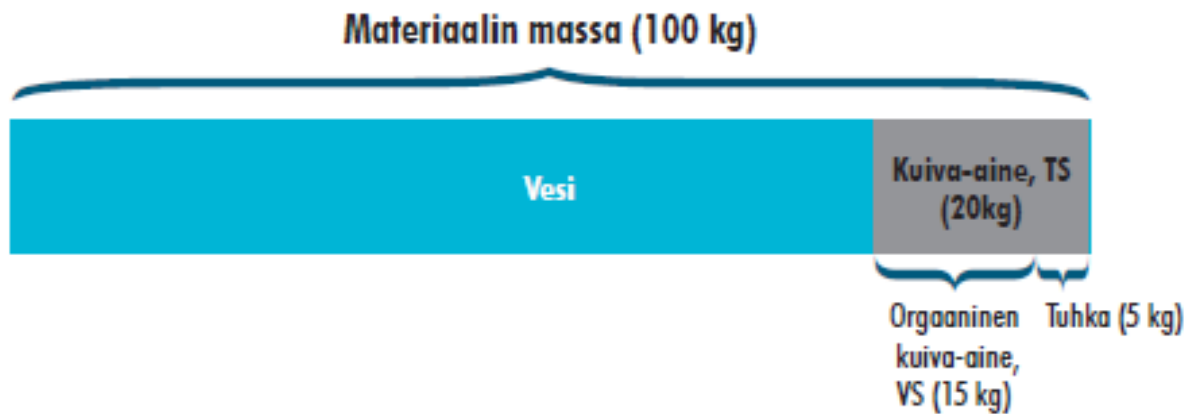 Materiaalin massa (100 kg)
Vesi
Kuiva-aine, TS
(20kg)
Orgaaninen
kuiva-aine,
VS (15 kg)
Tuhka (5 kg)